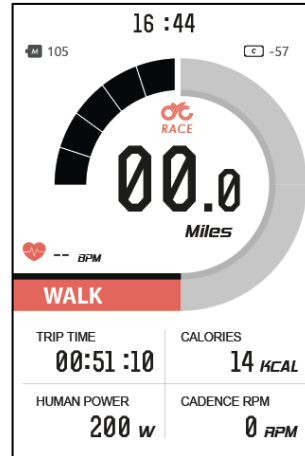 16 :44
M 105
C -57
RACE
00.0
Miles
-- BPM
WALK
TRIP TIME
00:51 :10
CALORIES
14 KCAL
HUMAN POWER
200 W
CADENCE RPM
0 RPM